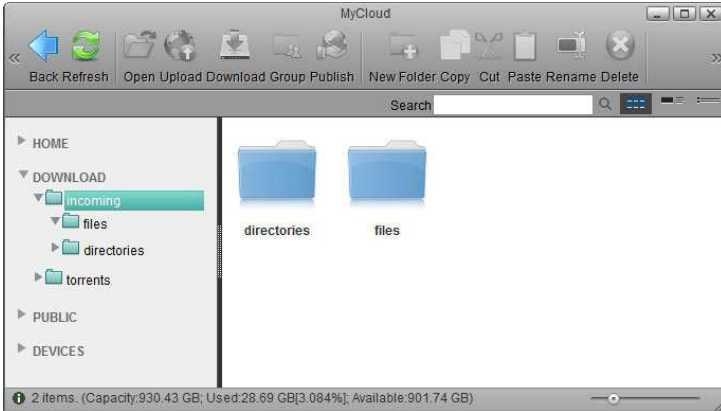 MyCloud
Back Refresh Open Upload Download Group Publish New Folder Copy Cut Paste Rename Delete
Search
HOME
DOWNLOAD
incoming
files
directories
torrents
PUBLIC
DEVICES
directories files
2 items. (Capacity:930.43 GB; Used:28.69 GB[3.084%]; Available:901.74 GB)